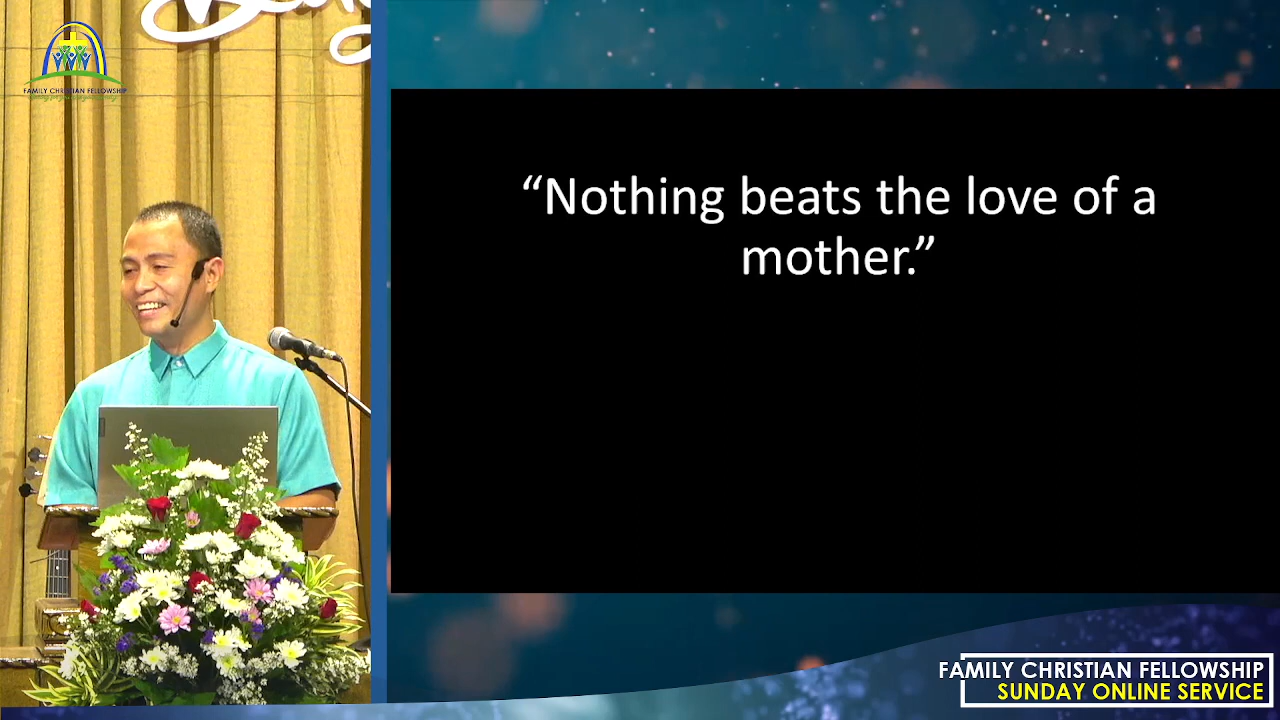 FAMILY CHRISTIAN FELLOWSHIP
“Nothing beats the love of a
mother.”
FAMILY CHRISTIAN FELLOWSHIP
SUNDAY ONLINE SERVICE